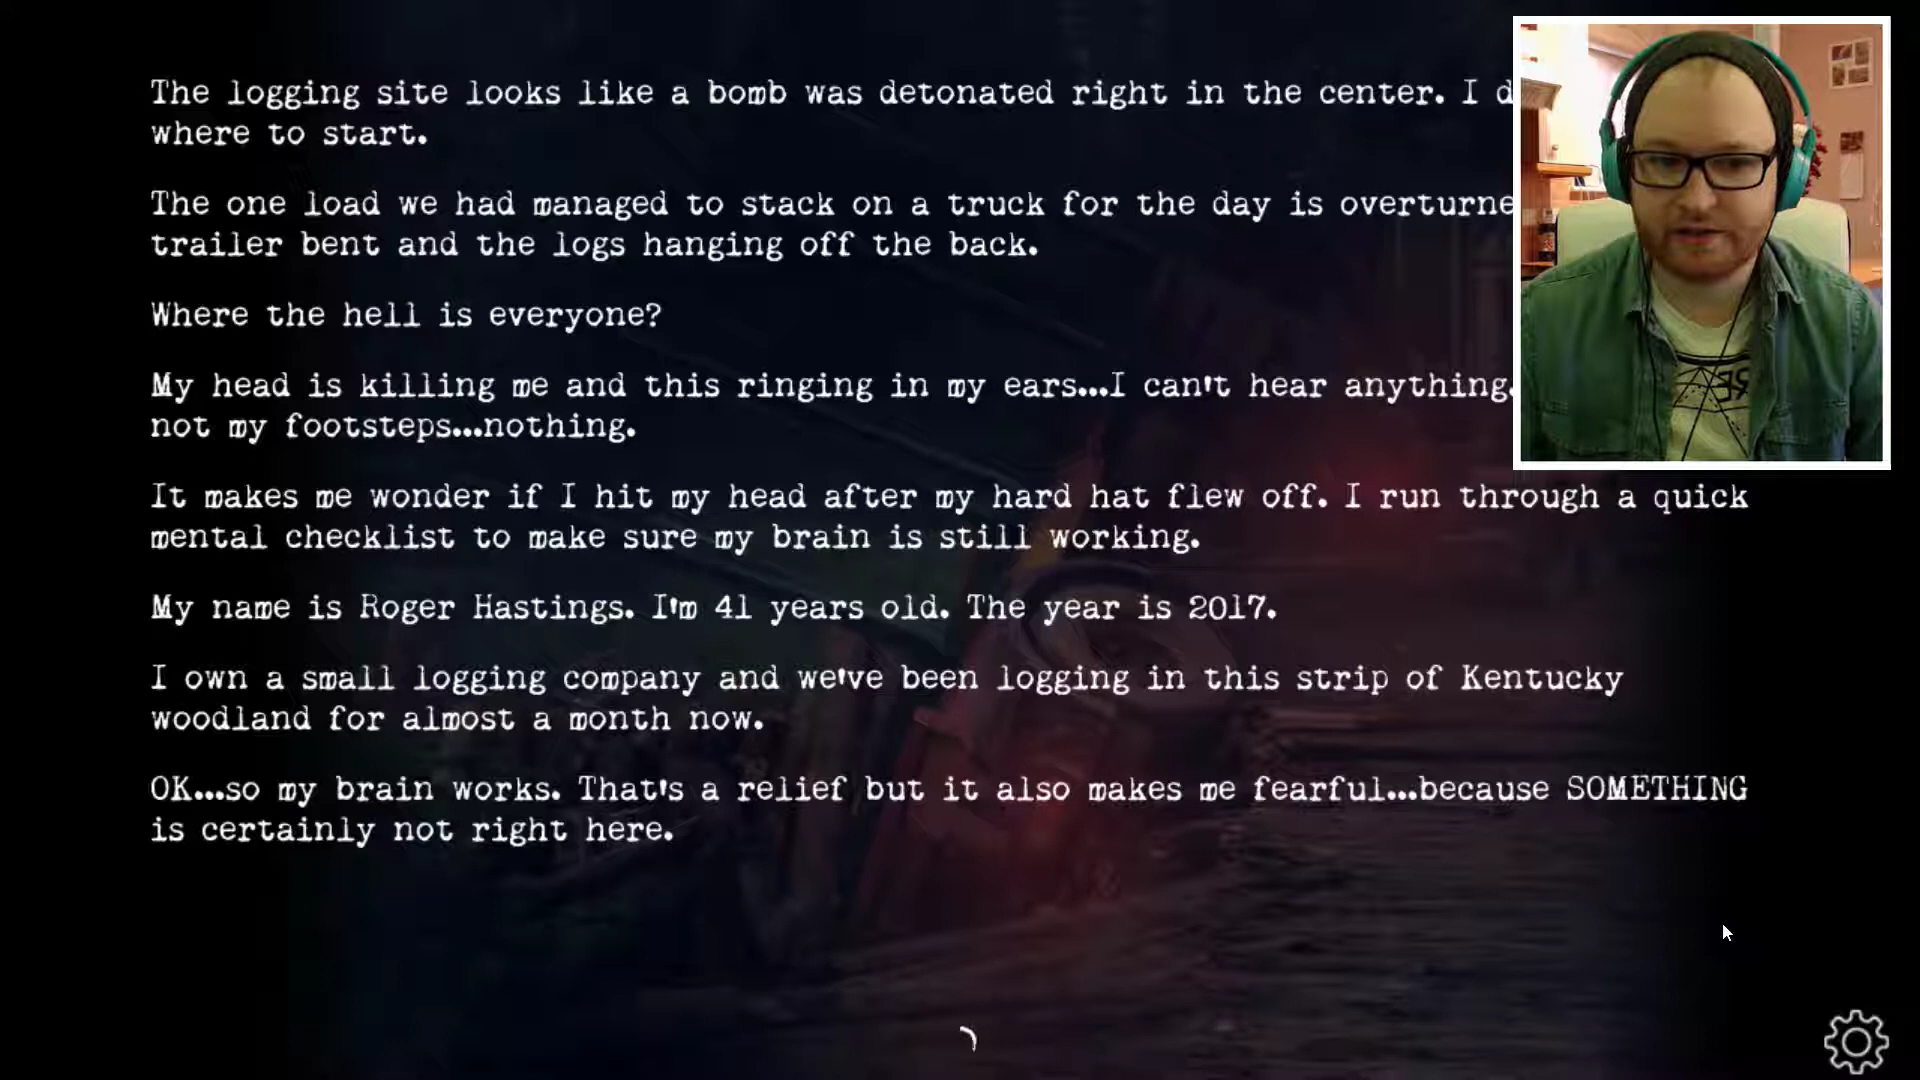 The logging site looks like a bomb was detonated right in the center. I d
where to start.
The one load we had managed to stack on a truck for the day is overturne
trailer bent and the logs hanging off the back.
Where the hell is everyone?
My head is killing me and this ringing in my ears...I can't hear anything.
not my footsteps...nothing.
It makes me wonder if I hit my head after my hard hat flew off. I run through a quick
mental checklist to make sure my brain is still working.
My name is Roger Hastings. I'm 41 years old. The year is 2017.
I own a small logging company and we've been logging in this strip of Kentucky
woodland for almost a month now.
OK...so my brain works. That's a relief but it also makes me fearful...because SOMETHING
is certainly not right here.